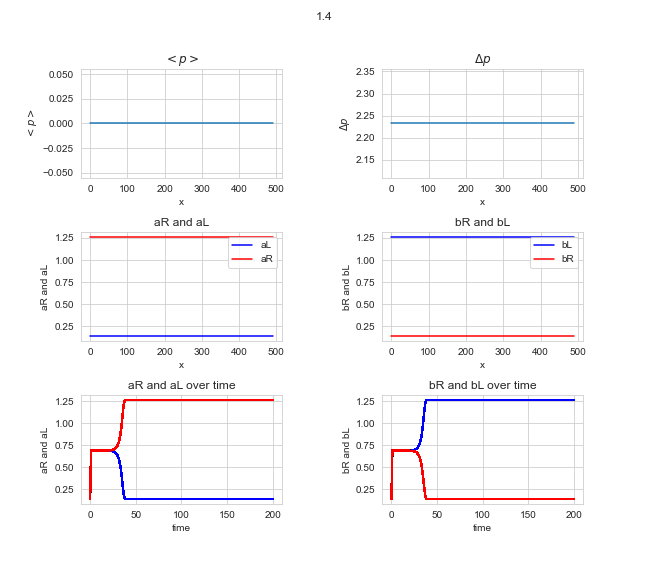 1.4
< p >
Δp
0.050
0.025
0.000
−0.025
−0.050
< p >
0 100 200 300 400 500
x
2.35
2.30
2.25
2.20
2.15
Δp
0 100 200 300 400 500
x
aR and aL
bR and bL
1.25
1.00
0.75
0.50
0.25
aR and aL
aL
aR
0 100 200 300 400 500
x
1.25
1.00
0.75
0.50
0.25
bR and bL
bL
bR
0 100 200 300 400 500
x
aR and aL over time
bR and bL over time
1.25
1.00
0.75
0.50
0.25
aR and aL
0 50 100 150 200
time
1.25
1.00
0.75
0.50
0.25
bR and bL
0 50 100 150 200
time